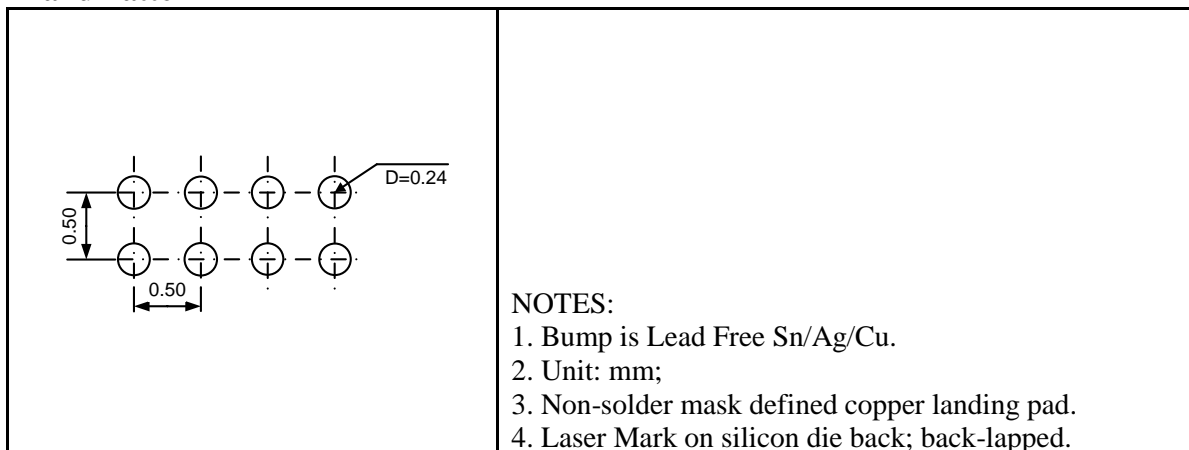 D=0.24
0.50
0.50
NOTES:
1. Bump is Lead Free Sn/Ag/Cu.
2. Unit: mm;
3. Non-solder mask defined copper landing pad.
4. Laser Mark on silicon die back; back-lapped.